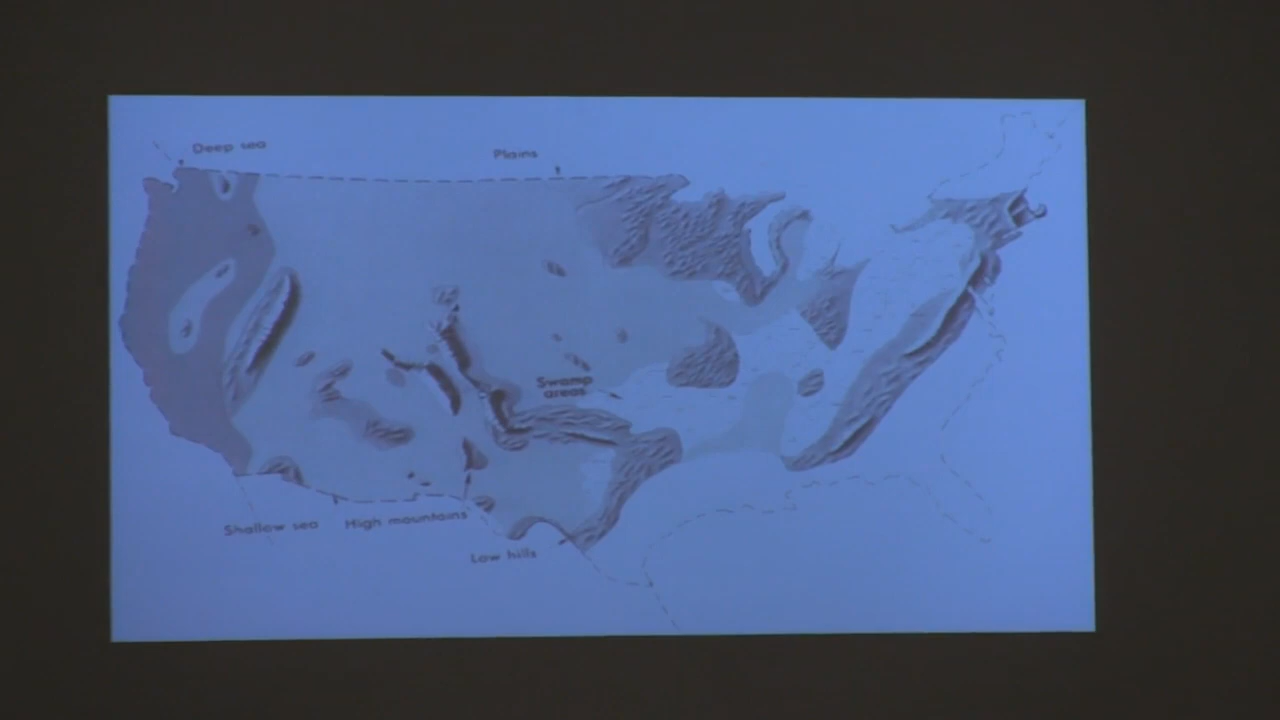 Deep sea
Plains
Swamp
areas
Shallow sea
High mountains
Low hills